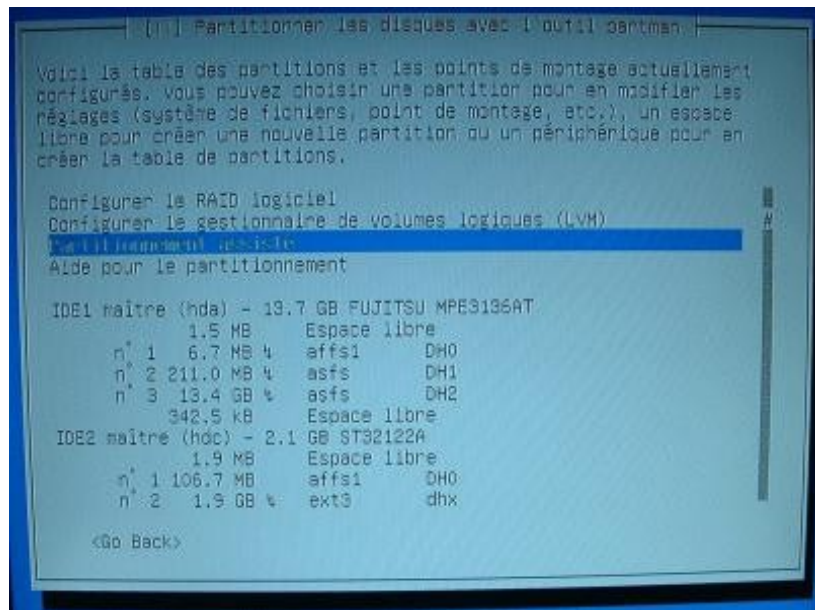 [!!] Partitionner les disques avec l'outil partman
Voici la table des partitions et les points de montage actuellement
configurés. Vous pouvez choisir une partition pour en modifier les
réglages (système de fichiers, point de montage, etc.), un espace
libre pour créer une nouvelle partition ou un périphérique pour en
créer la table de partitions.
Configurer le RAID logiciel
Configurer le gestionnaire de volumes logiques (LVM)
Partitionnement assisté
Aide pour le partitionnement
IDE1 maître (hda) - 13.7 GB FUJITSU MPE3136AT
1.5 MB Espace libre
n° 1 6.7 MB affs1 DH0
n° 2 211.0 MB asfs DH1
n° 3 13.4 GB asfs DH2
342.5 kB Espace libre
IDE2 maître (hdc) - 2.1 GB ST32122A
1.9 MB Espace libre
n° 1 106.7 MB affs1 DH0
n° 2 1.9 GB ext3 dhx
<Go Back>